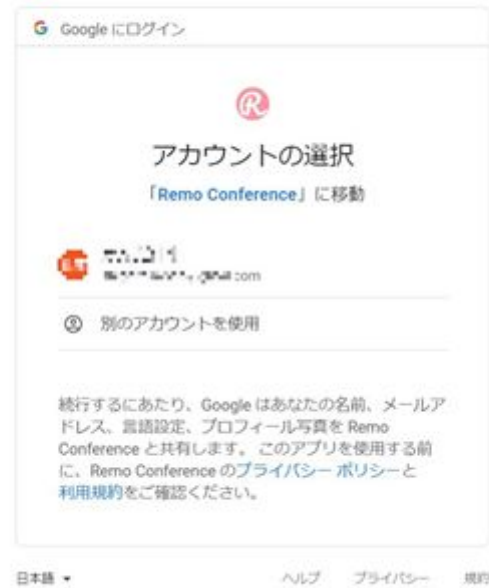 Google にログイン
アカウントの選択
「Remo Conference」に移動
別のアカウントを使用
続行するにあたり、Google はあなたの名前、メールア
ドレス、言語設定、プロフィール写真を Remo
Conference と共有します。このアプリを使用する前
に、Remo Conference のプライバシー ポリシーと
利用規約をご確認ください。
日本語
ヘルプ プライバシー 規約